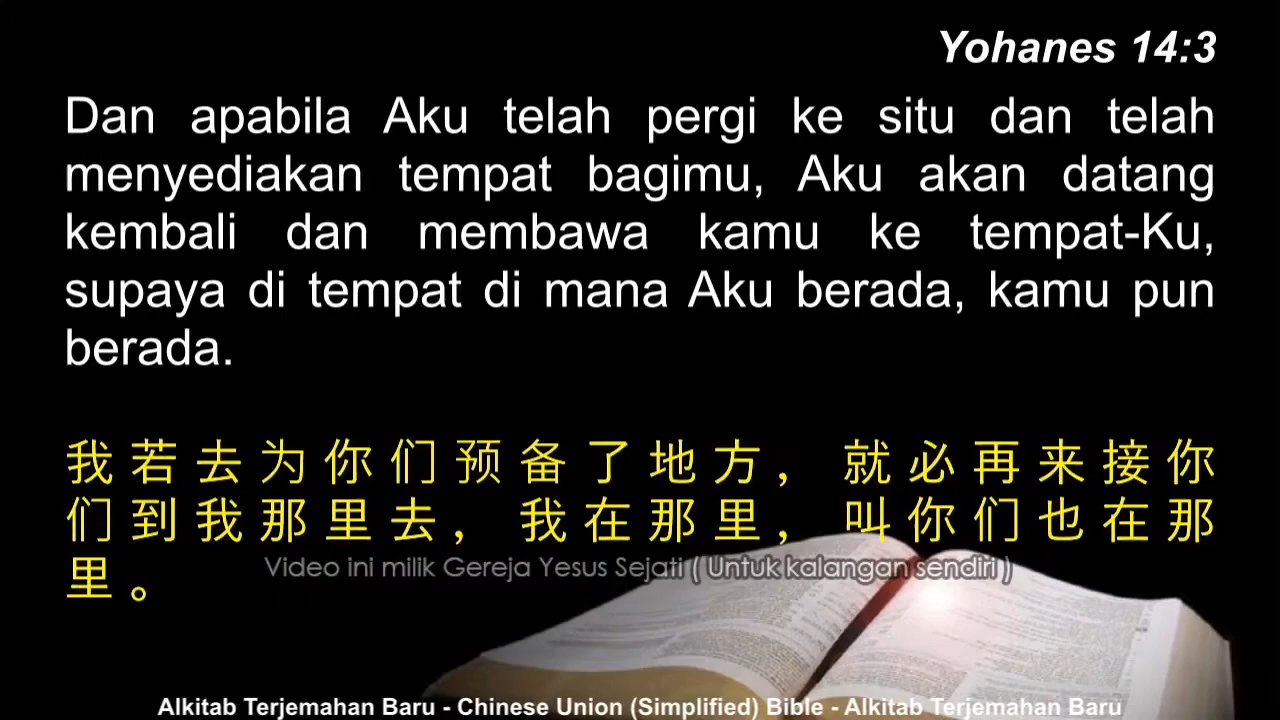 Yohanes 14:3
Dan apabila Aku telah pergi ke situ dan telah
menyediakan tempat bagimu, Aku akan datang
kembali dan membawa kamu ke tempat-Ku,
supaya di tempat di mana Aku berada, kamu pun
berada.
我若去为你们预备了地方，就必再来接你
们到我那里去，我在那里，叫你们也在那
里。
Video ini milik Gereja Yesus Sejati ( Untuk kalangan sendiri )
Alkitab Terjemahan Baru - Chinese Union (Simplified) Bible - Alkitab Terjemahan Baru